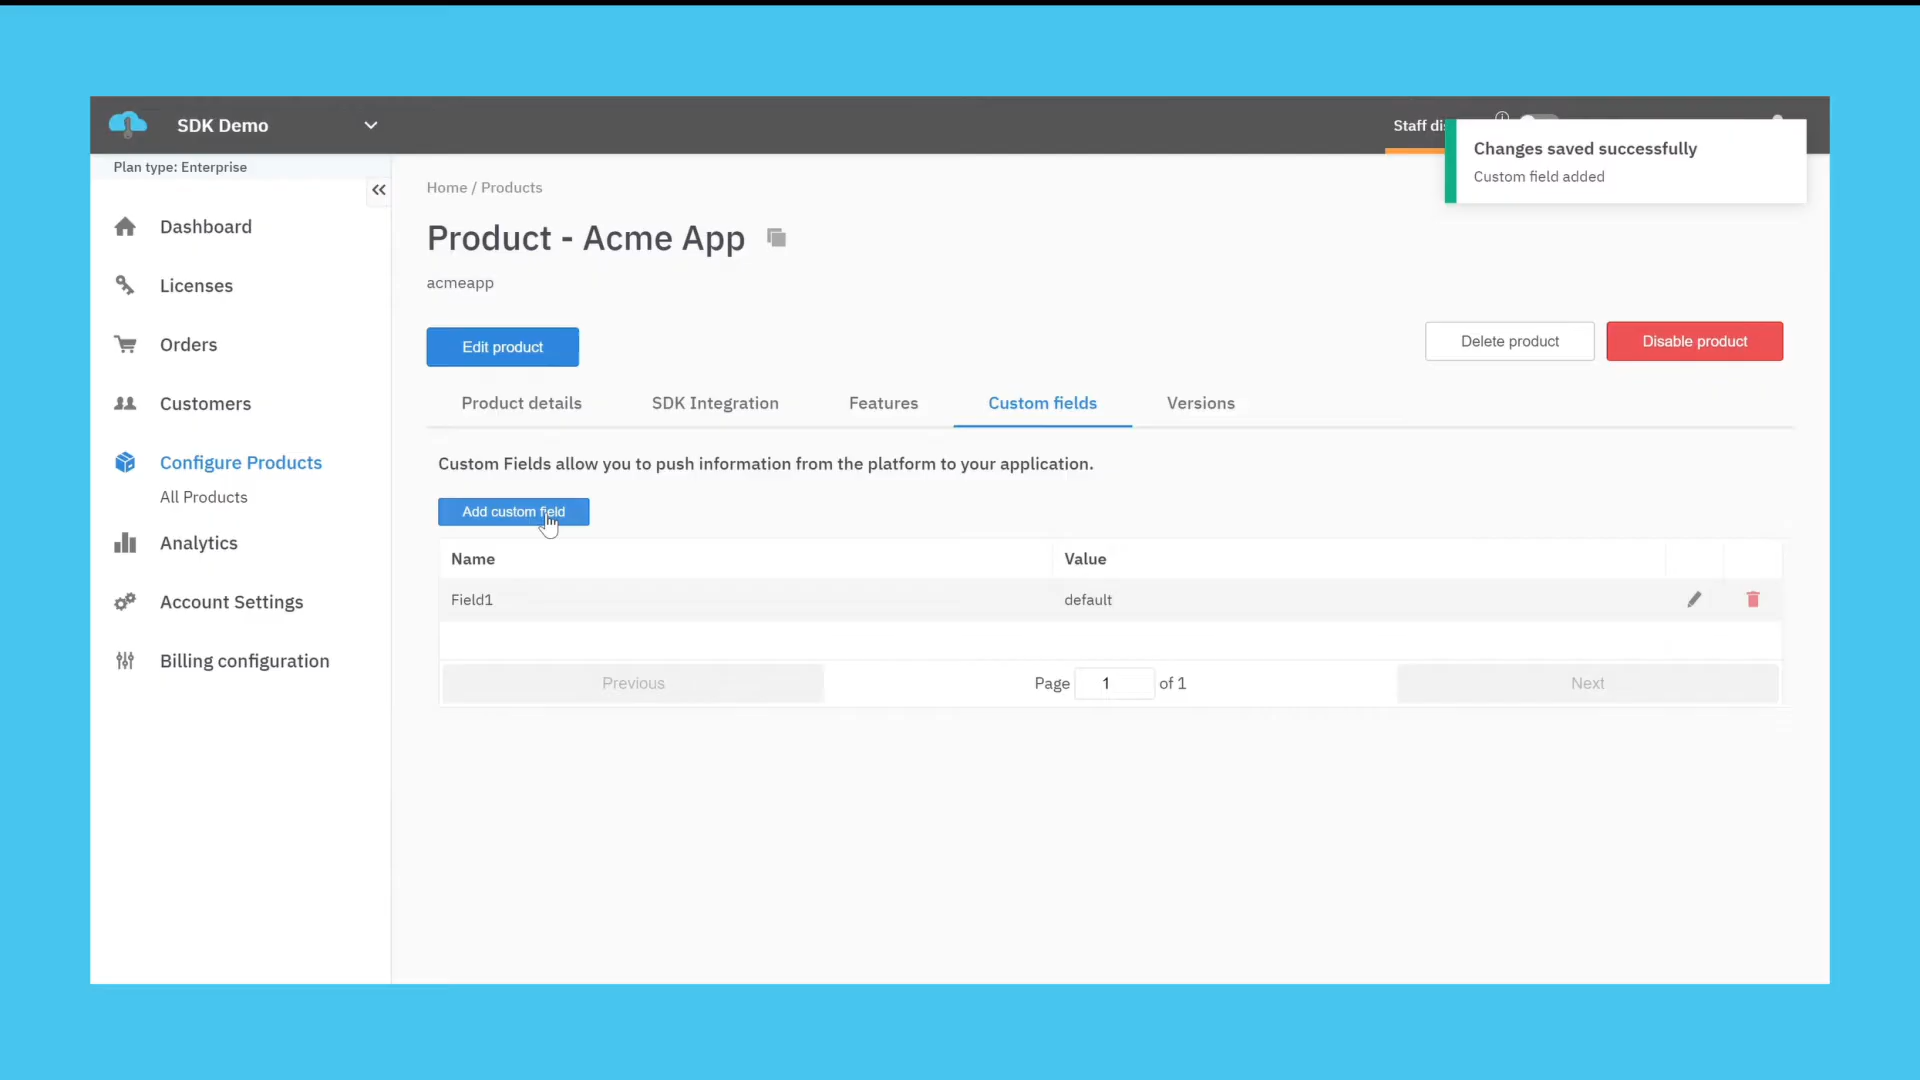 SDK Demo
Staff di
Changes saved successfully
Custom field added
Plan type: Enterprise
Home / Products
Dashboard
Product - Acme App
Licenses
acmeapp
Edit product
Delete product
Disable product
Orders
Customers
Product details
SDK Integration
Features
Custom fields
Versions
Configure Products
All Products
Custom Fields allow you to push information from the platform to your application.
Add custom field
Analytics
Name
Value
Field1
default
Account Settings
Billing configuration
Previous
Page 1 of 1
Next